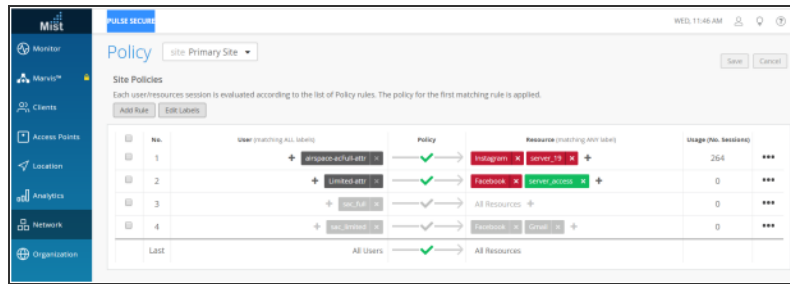 Mist
PULSE SECURE
WED, 11:46 AM
Monitor
Marvis™
Clients
Access Points
Location
Analytics
Network
Organization
Policy
site Primary Site
Save
Cancel
Site Policies
Each user/resources session is evaluated according to the list of Policy rules. The policy for the first matching rule is applied.
Add Rule
Edit Labels
No. User (matching ALL labels) Policy Resource (matching ANY label) Usage (No. Sessions)
1 + airspace-acfull-attr × Instagram × server_19 × + 264 •••
2 + Limited-attr × Facebook × server_access × + 0 •••
3 + sac_full × All Resources + 0 •••
4 + sac_limited × Facebook × Gmail × + 0 •••
Last All Users All Resources